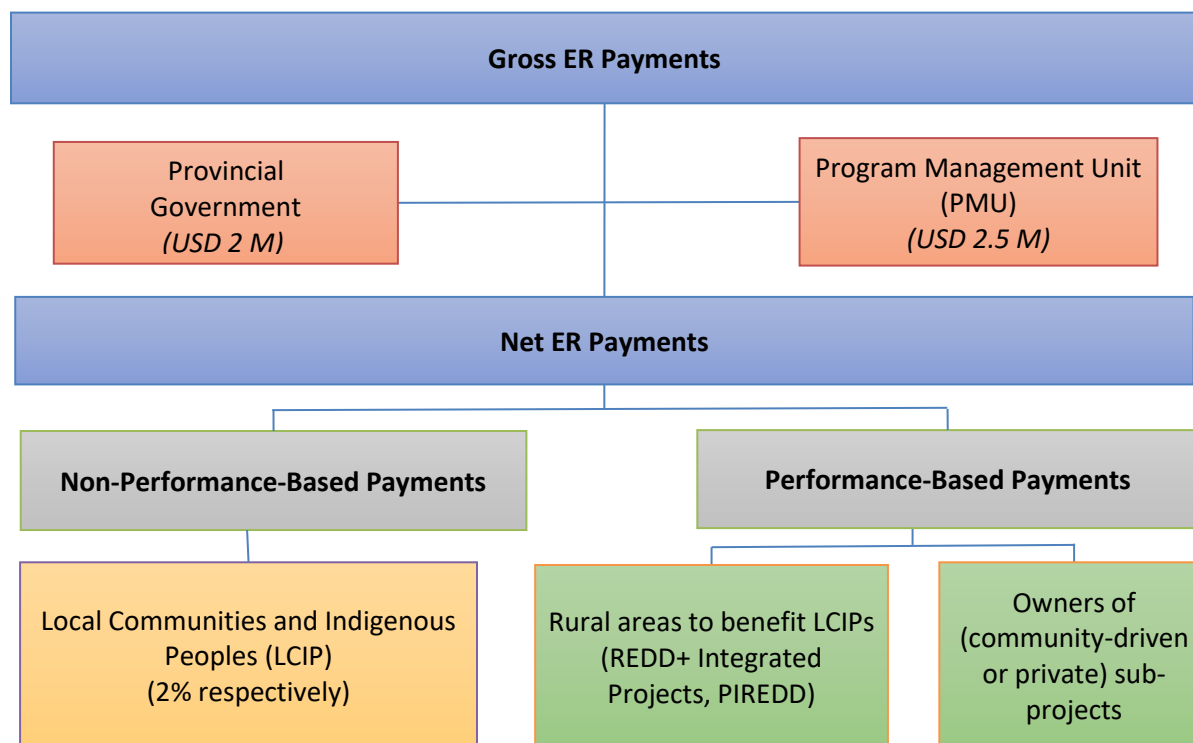 Gross ER Payments
Provincial
Government
(USD 2 M)
Program Management Unit
(PMU)
(USD 2.5 M)
Net ER Payments
Non-Performance-Based Payments
Performance-Based Payments
Local Communities and Indigenous
Peoples (LCIP)
(2% respectively)
Rural areas to benefit LCIPs
(REDD+ Integrated
Projects, PIREDD)
Owners of
(community-driven
or private) sub-
projects